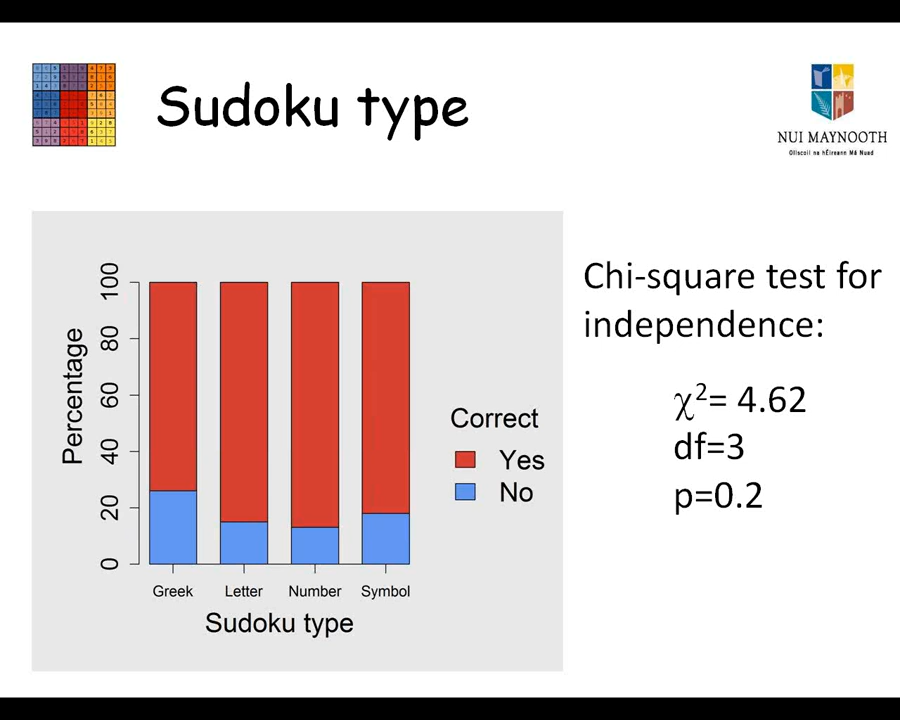 Sudoku type
NUI MAYNOOTH
Ollscoil na hÉireann Má Nuad
Percentage
100
80
60
40
20
0
Greek Letter Number Symbol
Sudoku type
Correct
Yes
No
Chi-square test for
independence:
χ²= 4.62
df=3
p=0.2